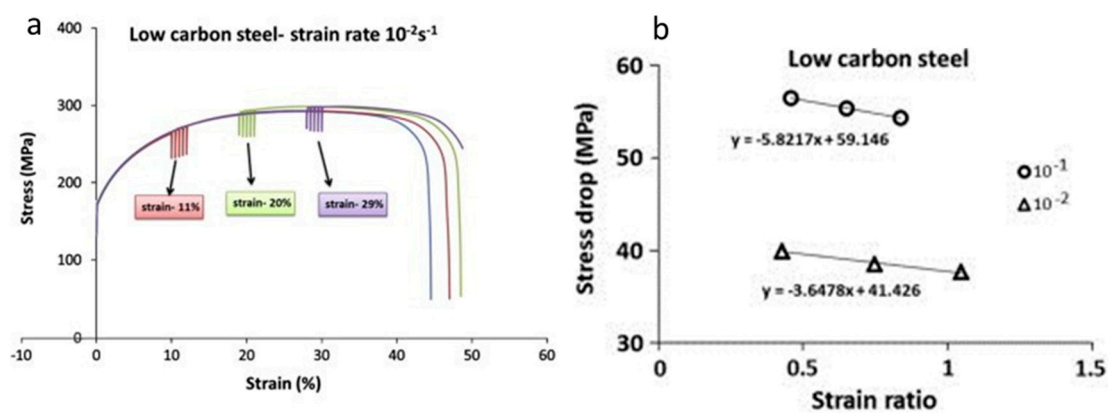 a
Low carbon steel- strain rate 10⁻²s⁻¹
400
300
200
100
0
Stress (MPa)
strain- 11%
strain- 20%
strain- 29%
-10
0
10
20
30
40
50
60
Strain (%)
b
Low carbon steel
60
50
40
30
Stress drop (MPa)
y = -5.8217x + 59.146
10⁻¹
10⁻²
y = -3.6478x + 41.426
0
0.5
1
1.5
Strain ratio